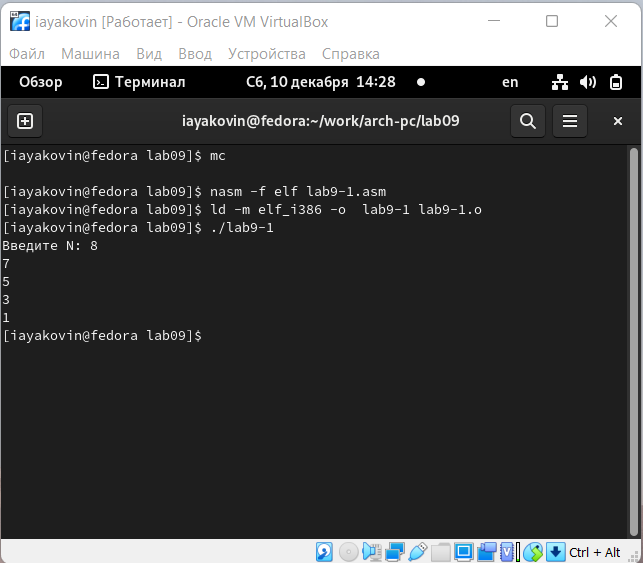 iayakovin [Работает] - Oracle VM VirtualBox
Файл Машина Вид Ввод Устройства Справка
Обзор Терминал Сб, 10 декабря 14:28 en
iayakovin@fedora:~/work/arch-pc/lab09
[iayakovin@fedora lab09]$ mc
[iayakovin@fedora lab09]$ nasm -f elf lab9-1.asm
[iayakovin@fedora lab09]$ ld -m elf_i386 -o  lab9-1 lab9-1.o
[iayakovin@fedora lab09]$ ./lab9-1
Введите N: 8
7
5
3
1
[iayakovin@fedora lab09]$
Ctrl + Alt